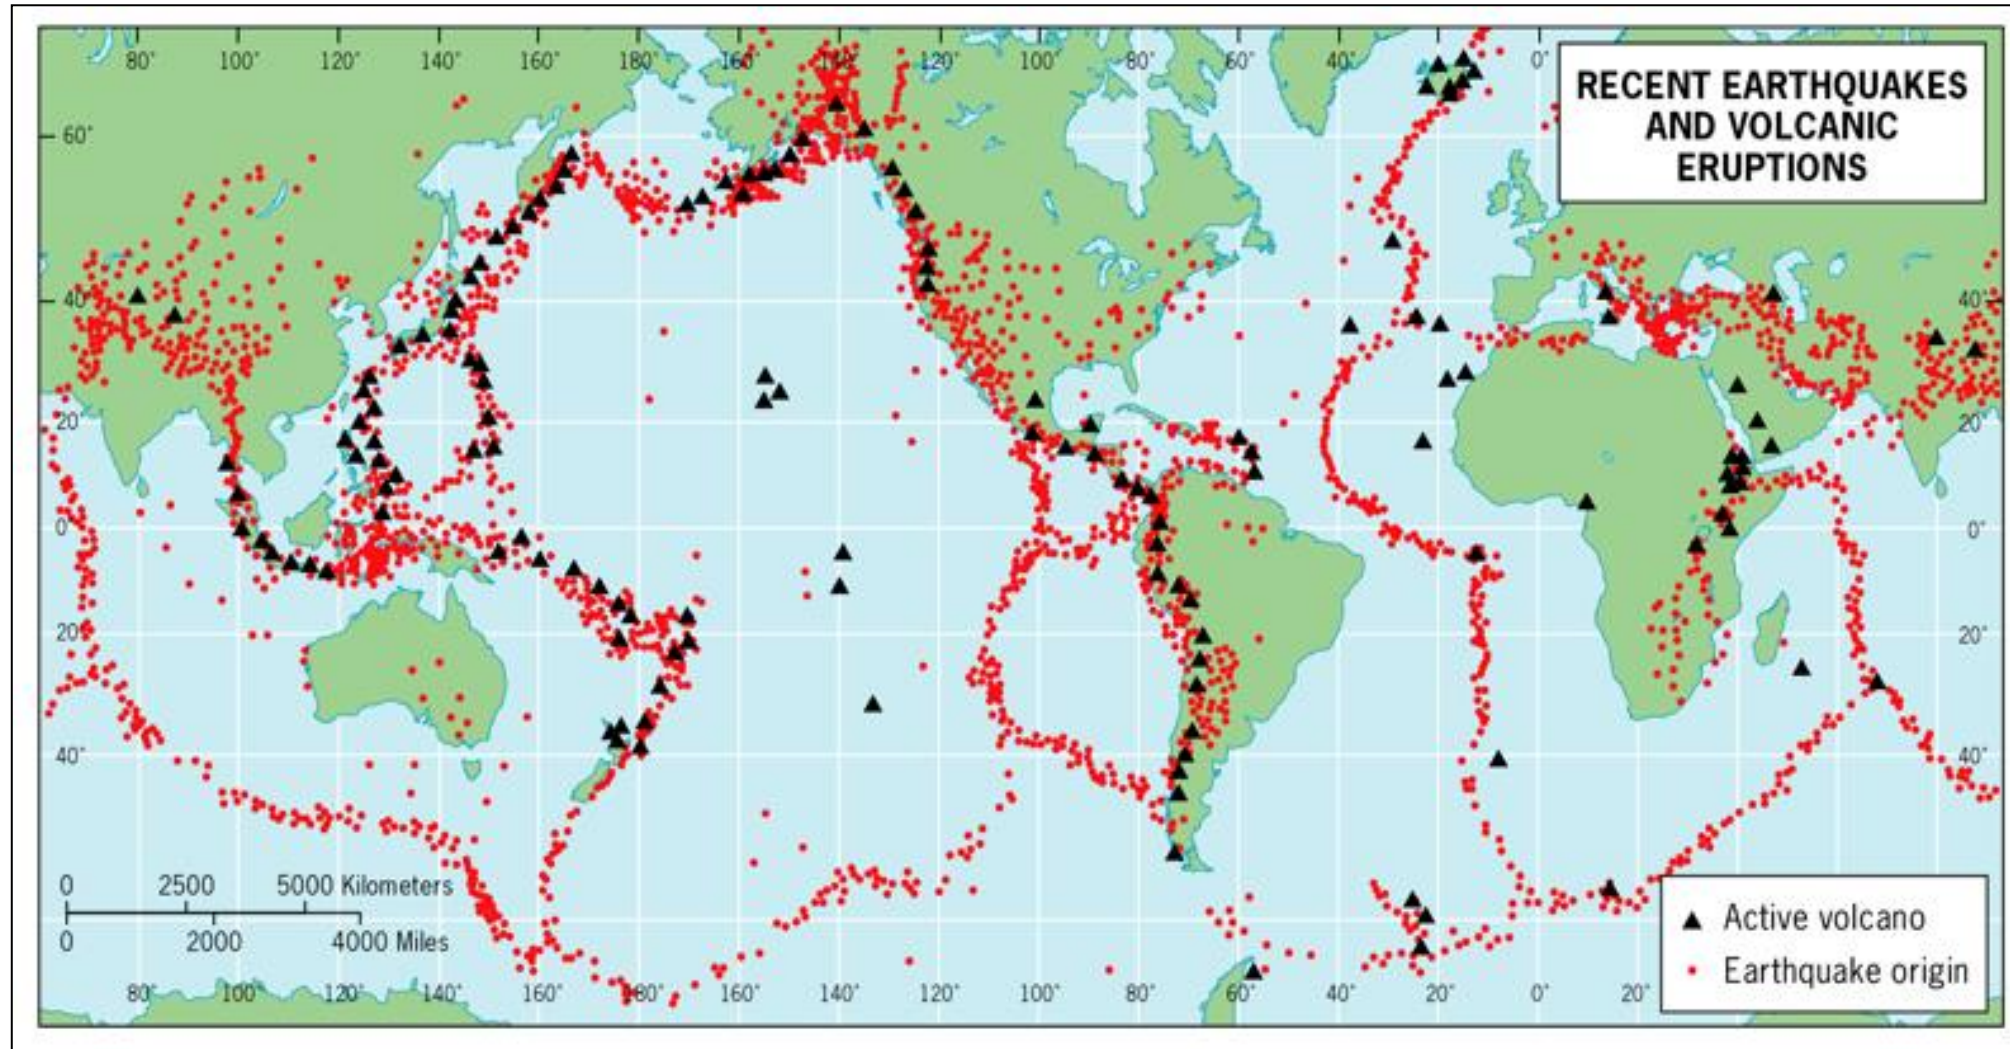 80° 100° 120° 140° 160° 180° 160° 140° 120° 100° 80° 60° 40° 20° 0°
RECENT EARTHQUAKES
AND VOLCANIC
ERUPTIONS
60°
40° 40°
20° 20°
0° 0°
20° 20°
40° 40°
0 2500 5000 Kilometers
0 2000 4000 Miles
Active volcano
Earthquake origin
80° 100° 120° 140° 160° 180° 160° 140° 120° 100° 80° 60° 40° 20° 0° 20°